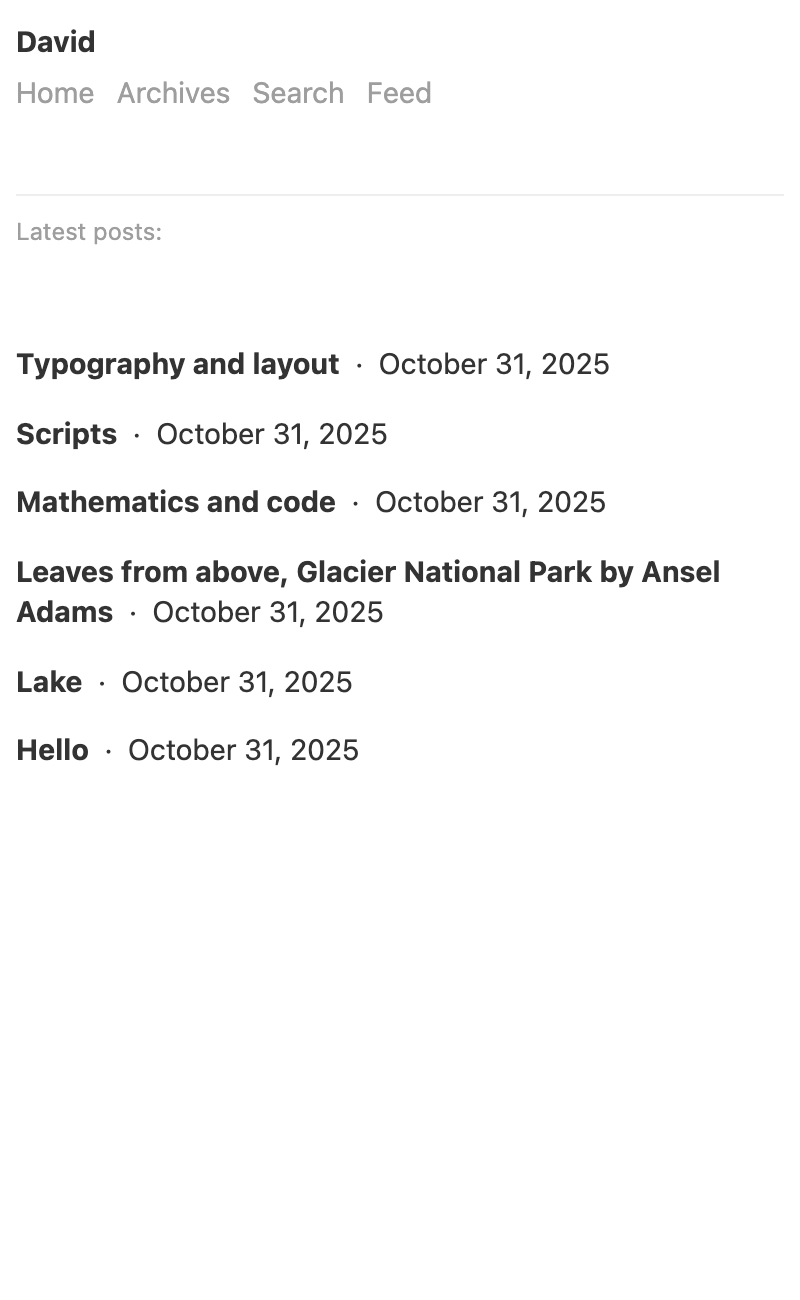 David
Home Archives Search Feed
Latest posts:
Typography and layout · October 31, 2025
Scripts · October 31, 2025
Mathematics and code · October 31, 2025
Leaves from above, Glacier National Park by Ansel
Adams · October 31, 2025
Lake · October 31, 2025
Hello · October 31, 2025